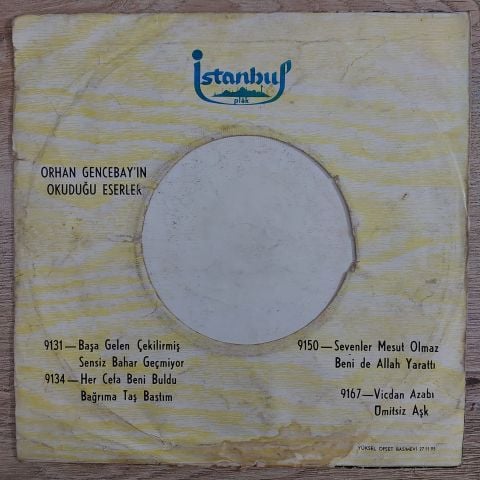 İstanbul
plâk
ORHAN GENCEBAY'IN
OKUDUĞU ESERLER
9131 — Başa Gelen Çekilirmiş
Sensiz Bahar Geçmiyor
9134 — Her Cefa Beni Buldu
Bağrıma Taş Bastım
9150 — Sevenler Mesut Olmaz
Beni de Allah Yarattı
9167 — Vicdan Azabı
Ümitsiz Aşk
YÜKSEL OFSET BASIMEVİ